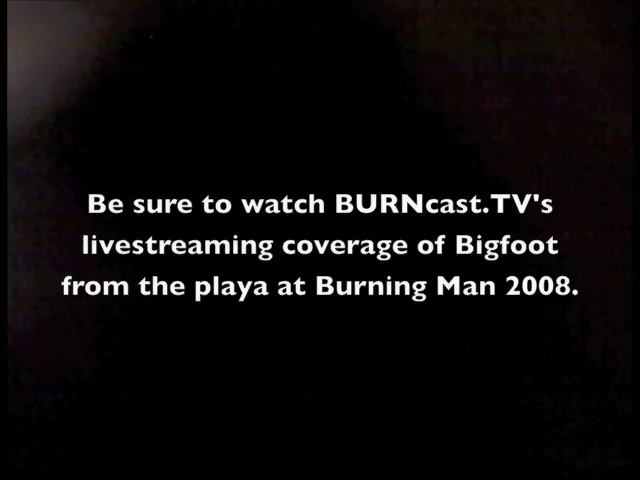 Be sure to watch BURNcast.TV's
livestreaming coverage of Bigfoot
from the playa at Burning Man 2008.